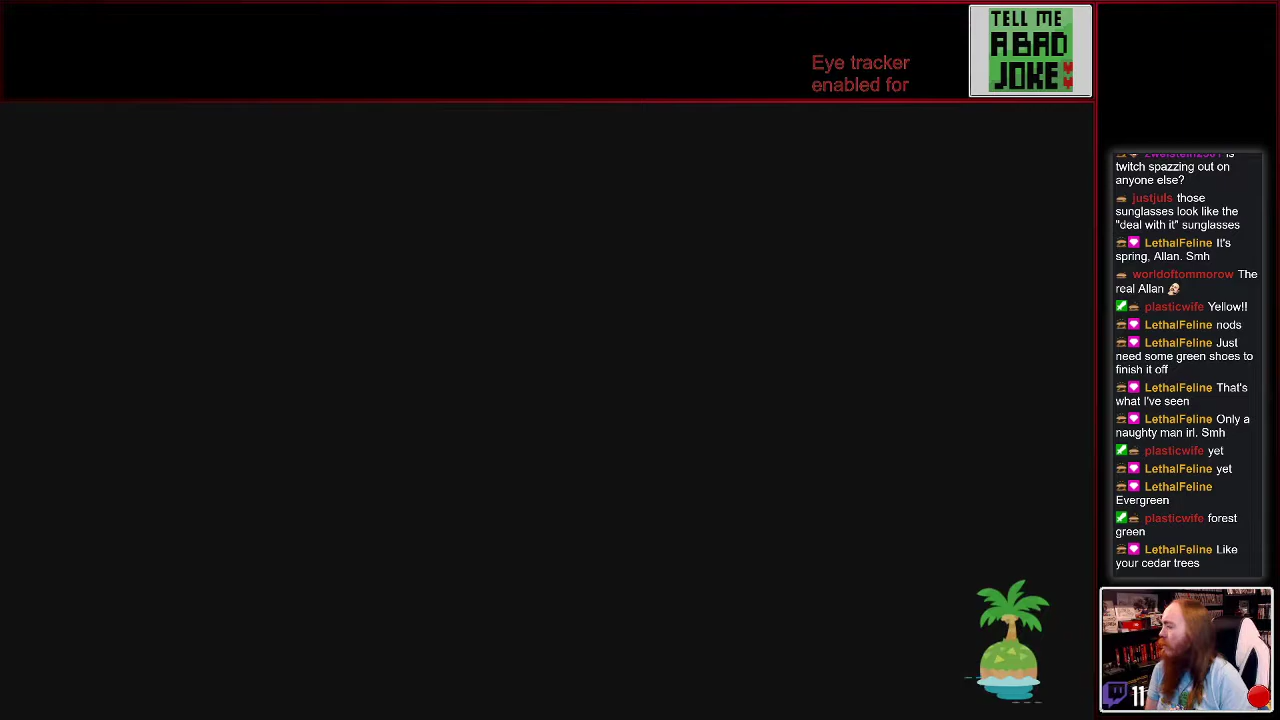 TELL ME
A BAD
JOKE
Eye tracker
enabled for
is
twitch spazzing out on
anyone else?
justjuls those
sunglasses look like the
"deal with it" sunglasses
LethalFeline It's
spring, Allan. Smh
worldoftommorow The
real Allan
plasticwife Yellow!!
LethalFeline nods
LethalFeline Just
need some green shoes to
finish it off
LethalFeline That's
what I've seen
LethalFeline Only a
naughty man irl. Smh
plasticwife yet
LethalFeline yet
LethalFeline
Evergreen
plasticwife forest
green
LethalFeline Like
your cedar trees
11